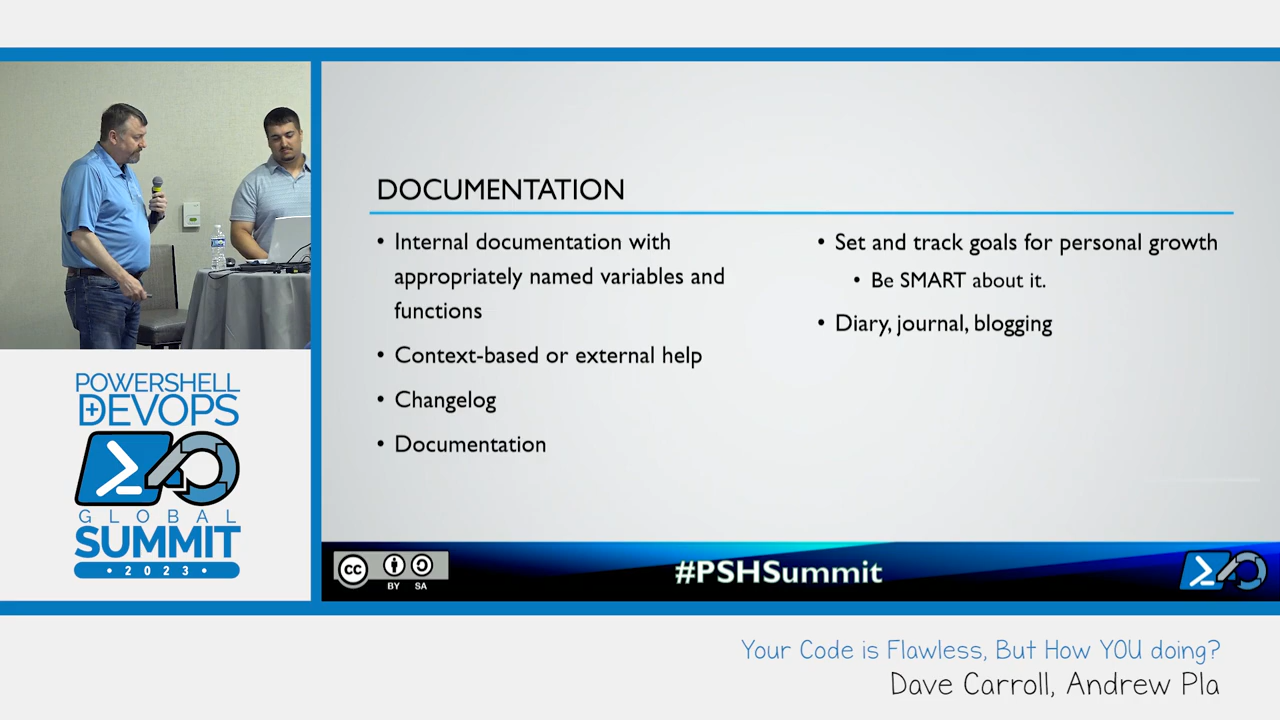 DOCUMENTATION
• Internal documentation with
appropriately named variables and
functions
• Context-based or external help
• Changelog
• Documentation
• Set and track goals for personal growth
• Be SMART about it.
• Diary, journal, blogging
POWERSHELL
+DEVOPS
GLOBAL
SUMMIT
• 2023 •
cc
BY SA
#PSHSummit
Your Code is Flawless, But How YOU doing?
Dave Carroll, Andrew Pla